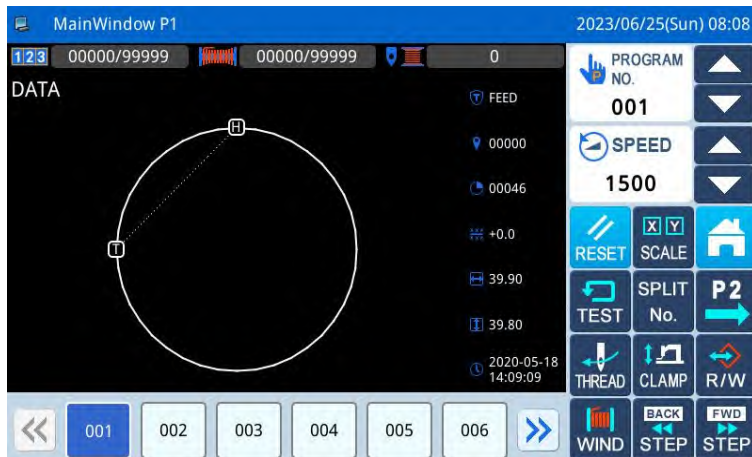 MainWindow P1
2023/06/25(Sun) 08:08
123 00000/99999 00000/99999 0
DATA
H
T
T FEED
00000
00046
+0.0
39.90
39.80
2020-05-18
14:09:09
001 002 003 004 005 006
P
PROGRAM
NO.
001
SPEED
1500
RESET
X Y
SCALE
TEST
SPLIT
No.
P2
THREAD
CLAMP
R/W
WIND
BACK
STEP
FWD
STEP